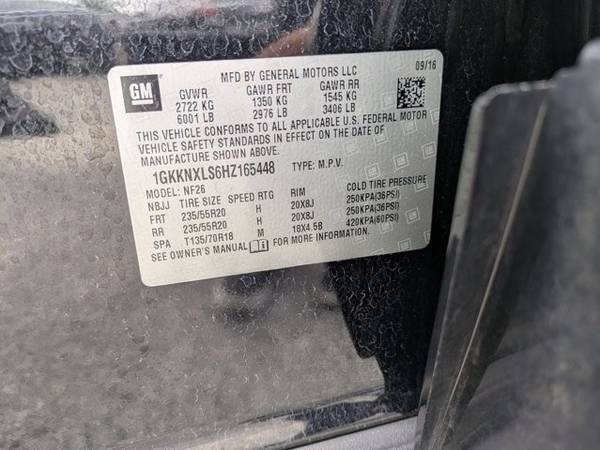 GM
MFD BY GENERAL MOTORS LLC 09/16
GVWR GAWR FRT GAWR RR
2722 KG 1350 KG 1545 KG
6001 LB 2976 LB 3406 LB
THIS VEHICLE CONFORMS TO ALL APPLICABLE U.S. FEDERAL MOTOR
VEHICLE SAFETY STANDARDS IN EFFECT ON THE DATE OF
MANUFACTURE SHOWN ABOVE.
1GKKNXLS6HZ165448 TYPE: M.P.V.
MODEL: NF26
NBJJ TIRE SIZE SPEED RTG RIM COLD TIRE PRESSURE
FRT 235/55R20 H 20X8J 250KPA(36PSI)
RR 235/55R20 H 20X8J 250KPA(36PSI)
SPA T135/70R18 M 18X4.5B 420KPA(60PSI)
SEE OWNER'S MANUAL FOR MORE INFORMATION.